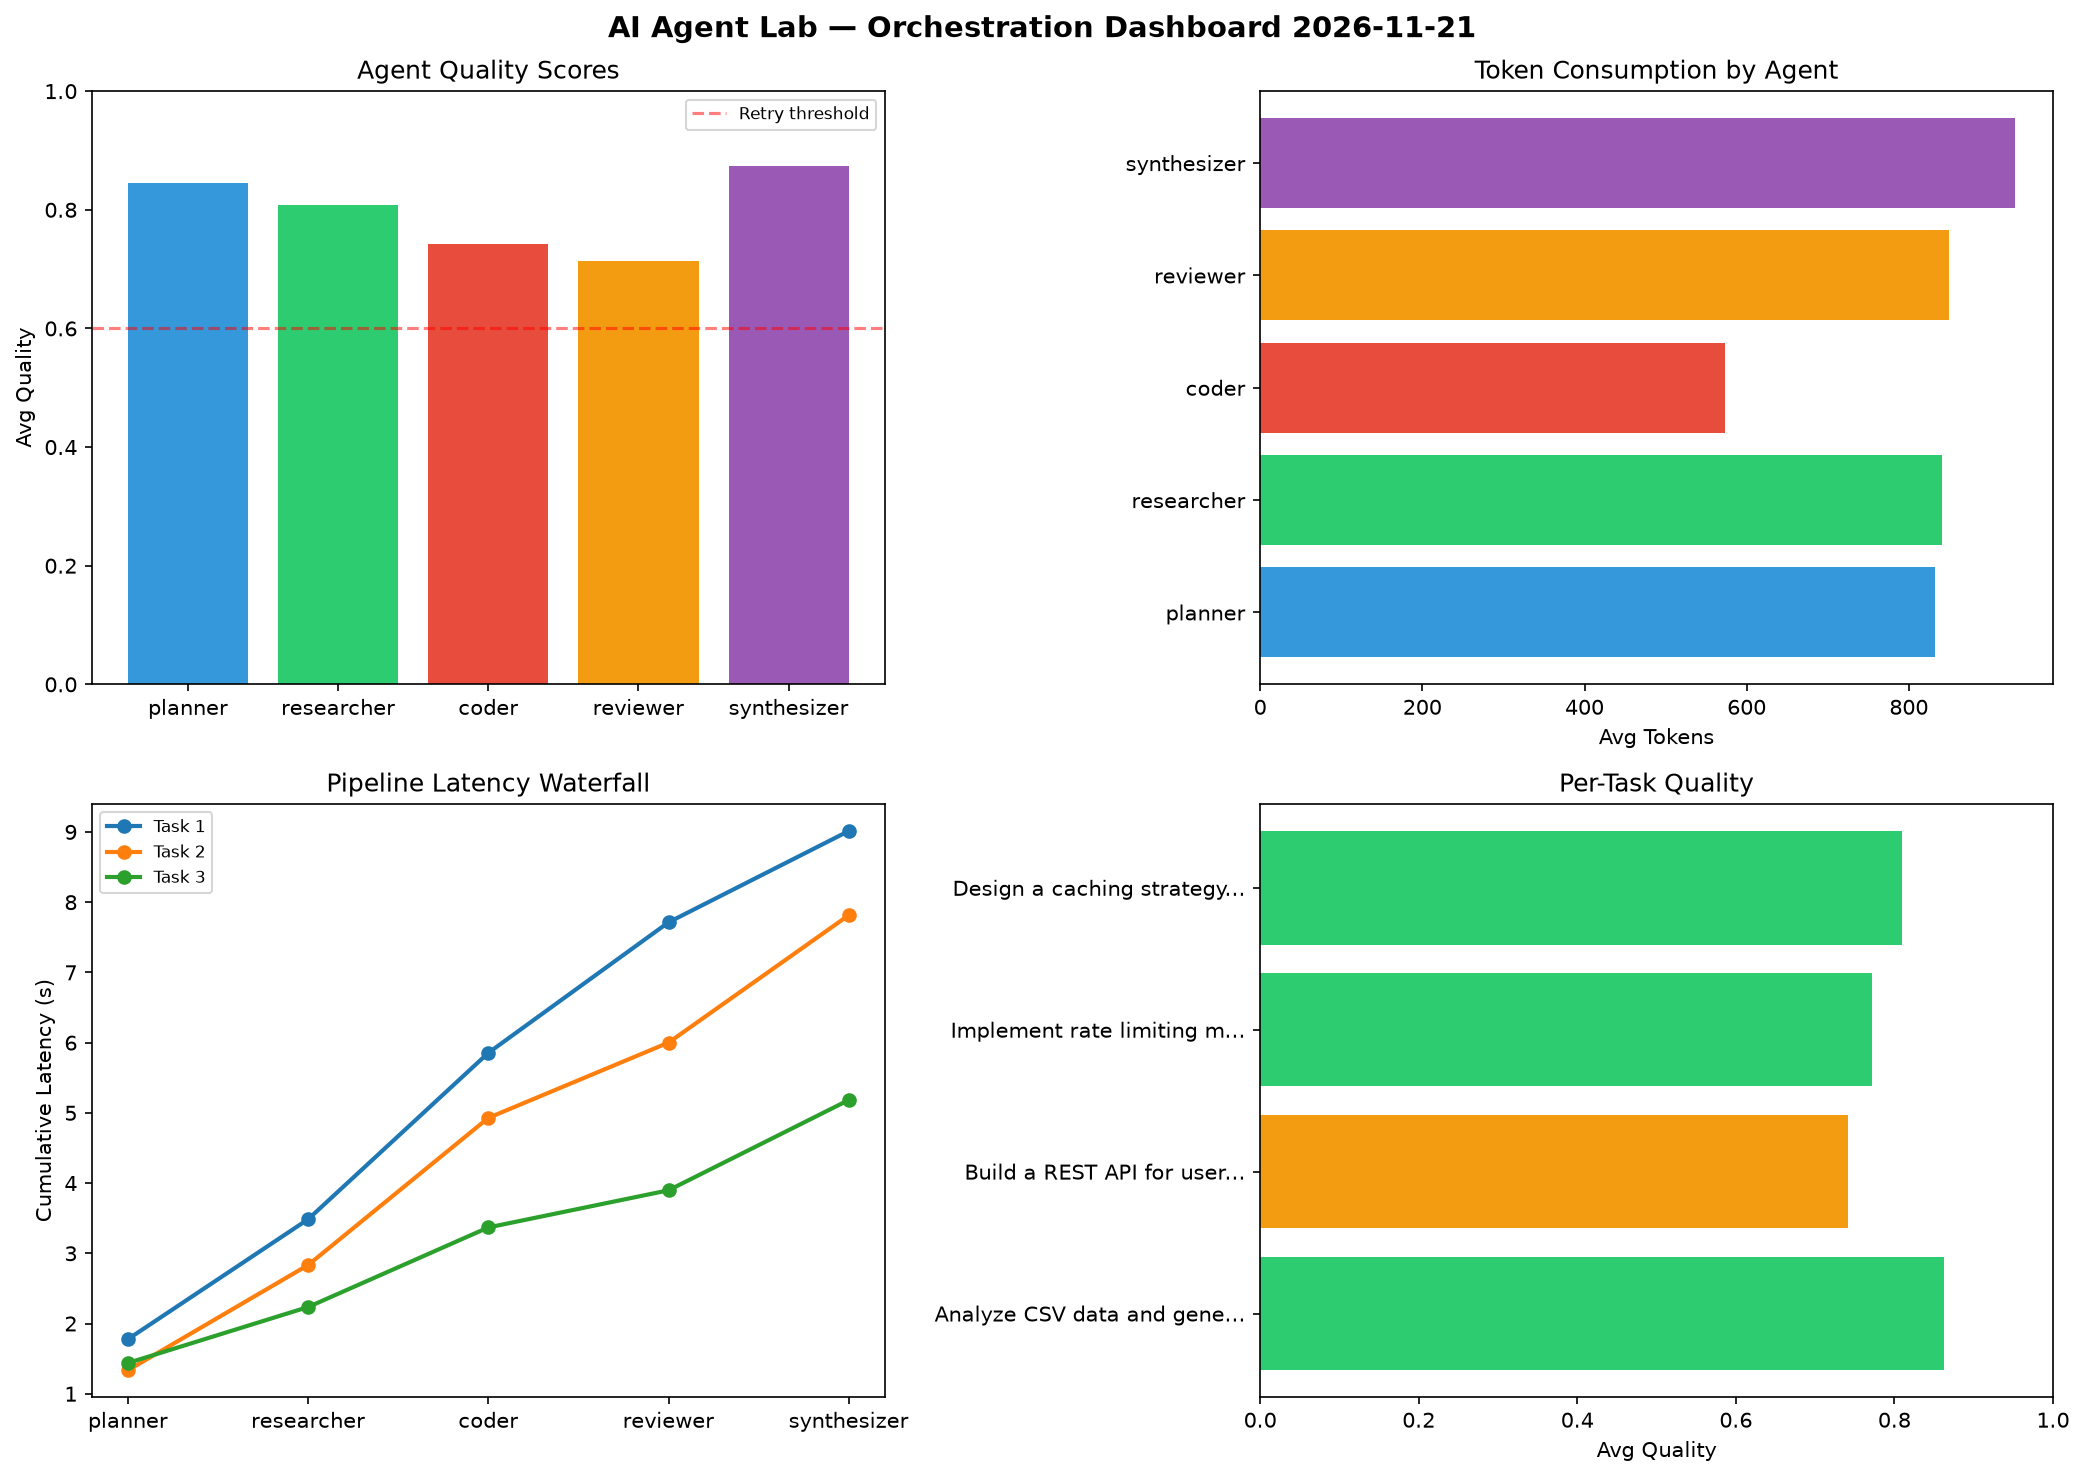 AI Agent Lab — Orchestration Dashboard 2026-11-21
Agent Quality Scores
1.0
0.8
0.6
0.4
0.2
0.0
Avg Quality
Retry threshold
planner
researcher
coder
reviewer
synthesizer
Token Consumption by Agent
synthesizer
reviewer
coder
researcher
planner
0
200
400
600
800
Avg Tokens
Pipeline Latency Waterfall
9
8
7
6
5
4
3
2
1
Cumulative Latency (s)
Task 1
Task 2
Task 3
planner
researcher
coder
reviewer
synthesizer
Per-Task Quality
Design a caching strategy...
Implement rate limiting m...
Build a REST API for user...
Analyze CSV data and gene...
0.0
0.2
0.4
0.6
0.8
1.0
Avg Quality